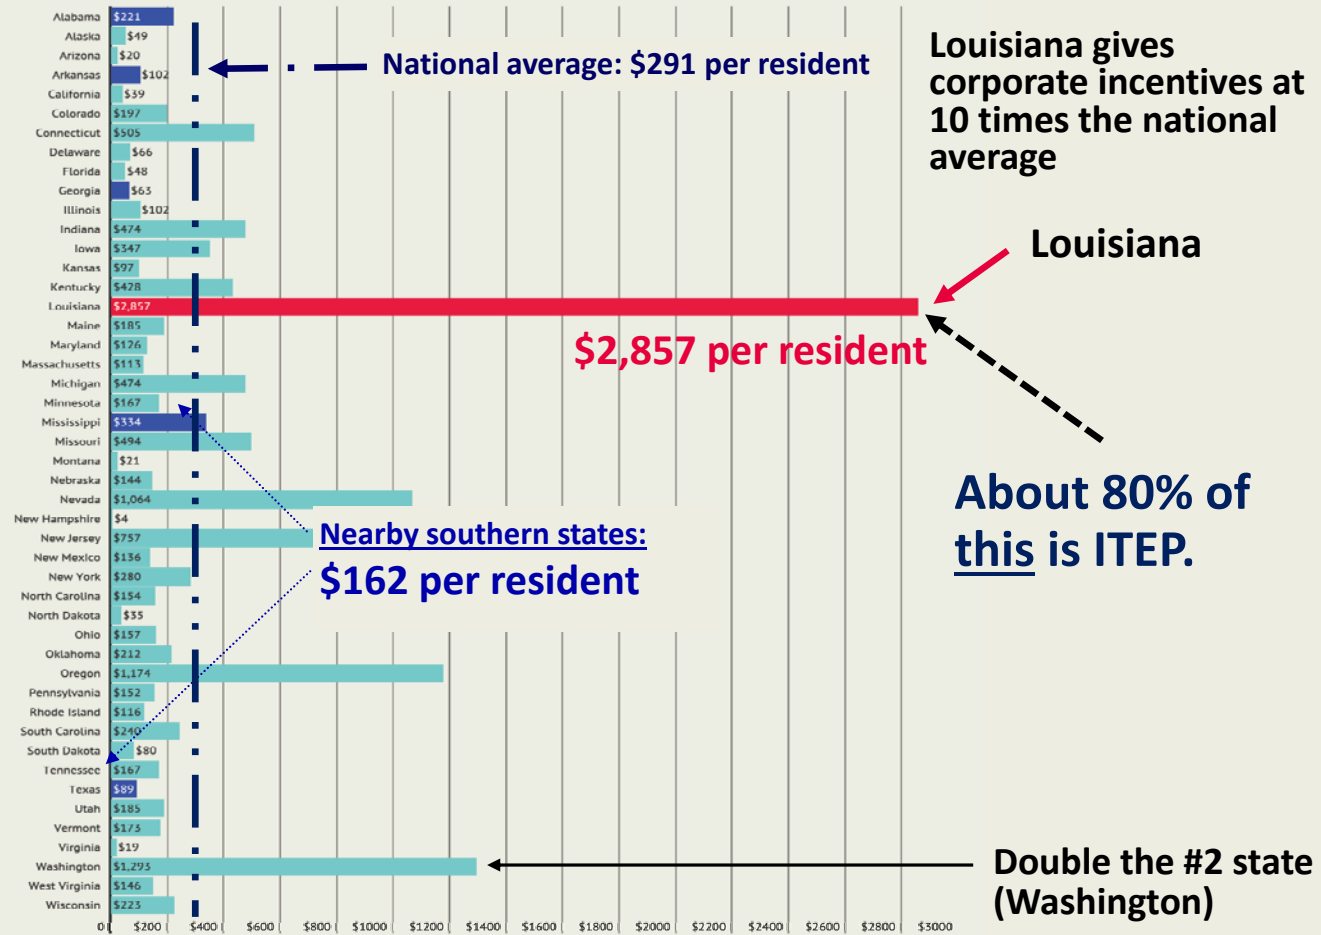 Alabama $221
Alaska $49
Arizona $20
Arkansas $102
California $39
Colorado $197
Connecticut $505
Delaware $66
Florida $48
Georgia $63
Illinois $102
Indiana $474
Iowa $347
Kansas $97
Kentucky $428
Louisiana $2,857
Maine $185
Maryland $126
Massachusetts $113
Michigan $474
Minnesota $167
Mississippi $334
Missouri $494
Montana $21
Nebraska $144
Nevada $1,064
New Hampshire $4
New Jersey $757
New Mexico $136
New York $280
North Carolina $154
North Dakota $35
Ohio $157
Oklahoma $212
Oregon $1,174
Pennsylvania $152
Rhode Island $116
South Carolina $240
South Dakota $80
Tennessee $167
Texas $89
Utah $185
Vermont $173
Virginia $19
Washington $1,293
West Virginia $146
Wisconsin $223
0 $200 $400 $600 $800 $1000 $1200 $1400 $1600 $1800 $2000 $2200 $2400 $2600 $2800 $3000
National average: $291 per resident
Louisiana gives
corporate incentives at
10 times the national
average
Louisiana
$2,857 per resident
About 80% of
this is ITEP.
Nearby southern states:
$162 per resident
Double the #2 state
(Washington)